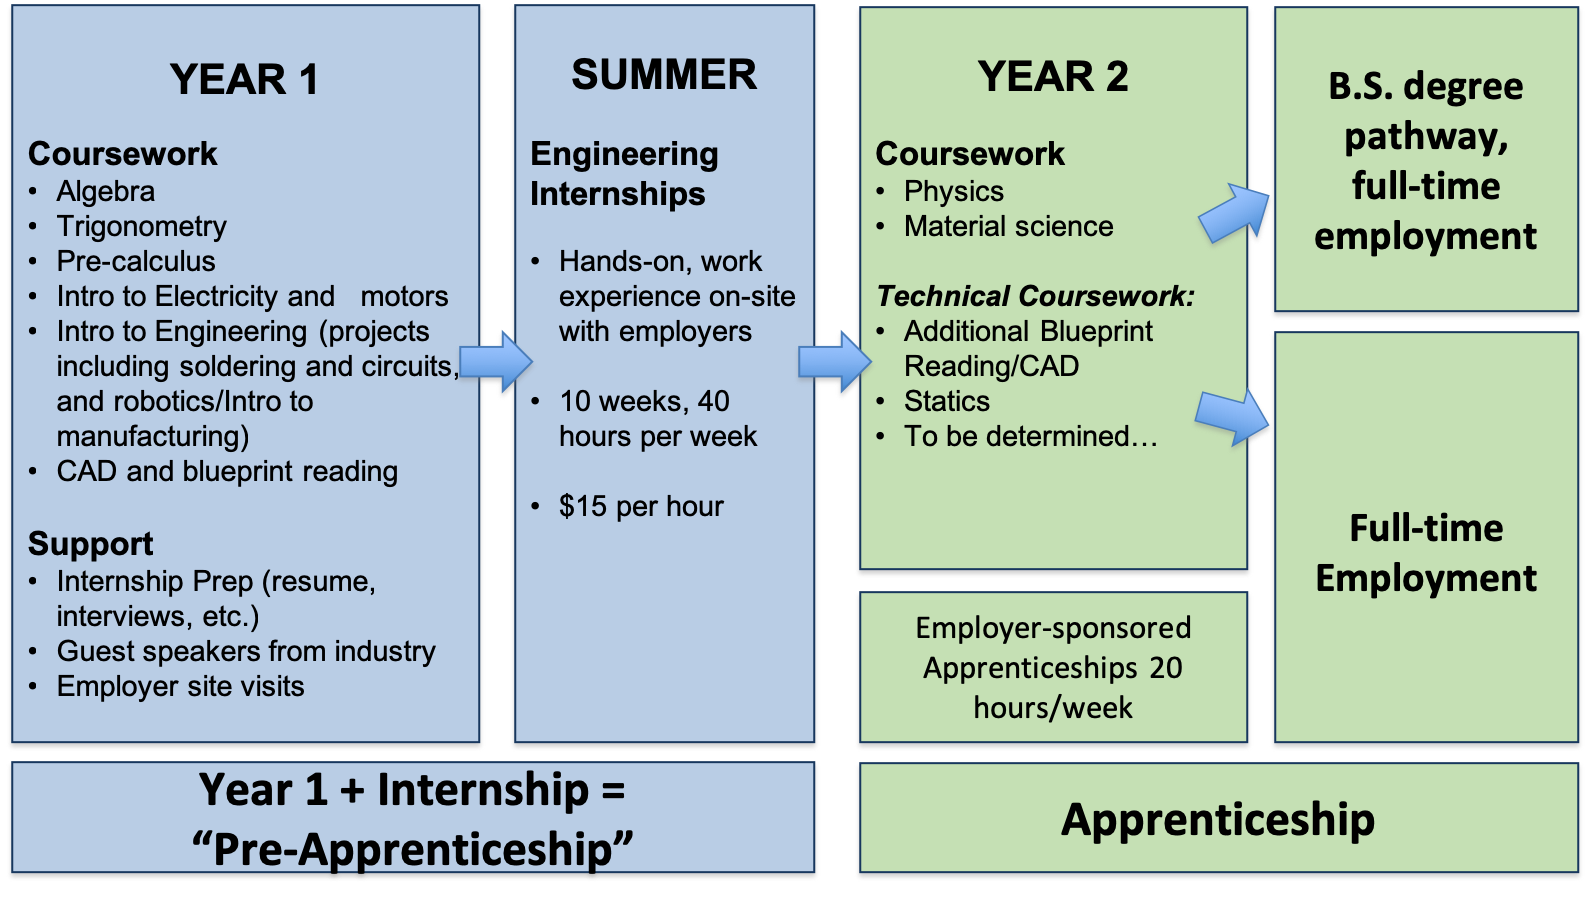 YEAR 1
Coursework
• Algebra
• Trigonometry
• Pre-calculus
• Intro to Electricity and motors
• Intro to Engineering (projects
including soldering and circuits,
and robotics/Intro to
manufacturing)
• CAD and blueprint reading
Support
• Internship Prep (resume,
interviews, etc.)
• Guest speakers from industry
• Employer site visits
SUMMER
Engineering
Internships
• Hands-on, work
experience on-site
with employers
• 10 weeks, 40
hours per week
• $15 per hour
YEAR 2
Coursework
• Physics
• Material science
Technical Coursework:
• Additional Blueprint
Reading/CAD
• Statics
• To be determined…
Employer-sponsored
Apprenticeships 20
hours/week
B.S. degree
pathway,
full-time
employment
Full-time
Employment
Year 1 + Internship =
“Pre-Apprenticeship”
Apprenticeship